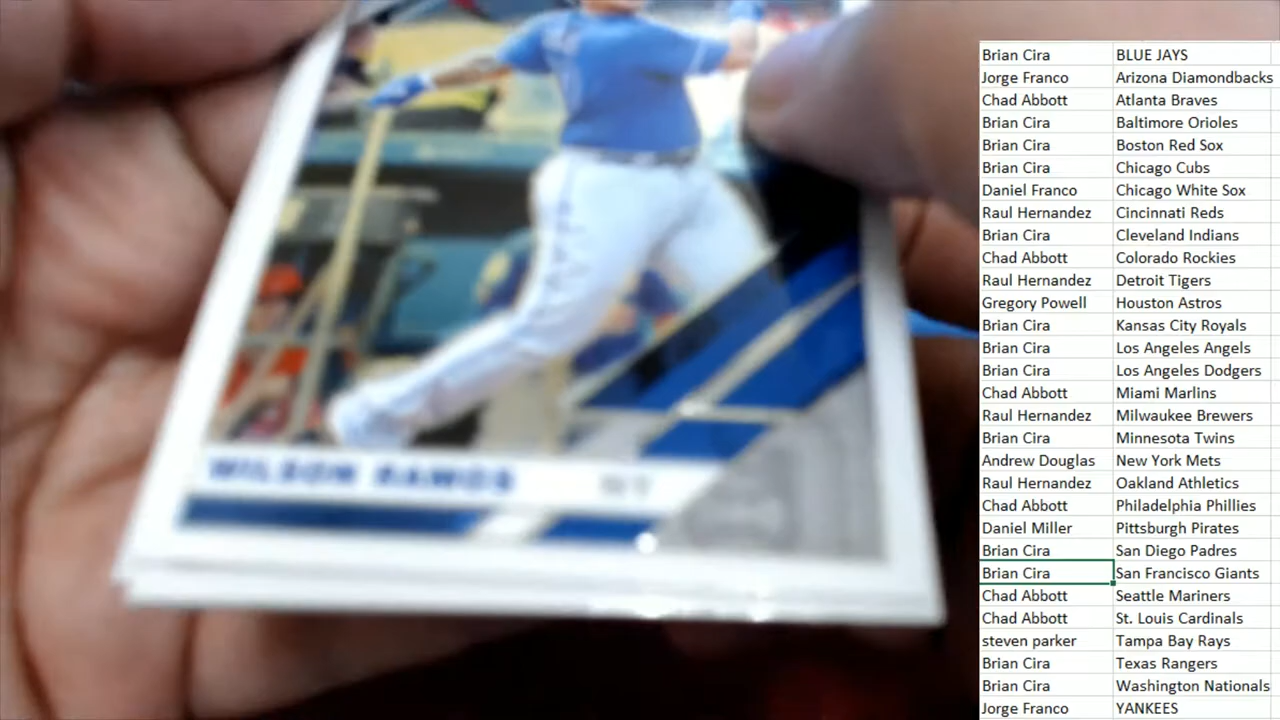 WILSON RAMOS
Brian Cira BLUE JAYS
Jorge Franco Arizona Diamondbacks
Chad Abbott Atlanta Braves
Brian Cira Baltimore Orioles
Brian Cira Boston Red Sox
Brian Cira Chicago Cubs
Daniel Franco Chicago White Sox
Raul Hernandez Cincinnati Reds
Brian Cira Cleveland Indians
Chad Abbott Colorado Rockies
Raul Hernandez Detroit Tigers
Gregory Powell Houston Astros
Brian Cira Kansas City Royals
Brian Cira Los Angeles Angels
Brian Cira Los Angeles Dodgers
Chad Abbott Miami Marlins
Raul Hernandez Milwaukee Brewers
Brian Cira Minnesota Twins
Andrew Douglas New York Mets
Raul Hernandez Oakland Athletics
Chad Abbott Philadelphia Phillies
Daniel Miller Pittsburgh Pirates
Brian Cira San Diego Padres
Brian Cira San Francisco Giants
Chad Abbott Seattle Mariners
Chad Abbott St. Louis Cardinals
steven parker Tampa Bay Rays
Brian Cira Texas Rangers
Brian Cira Washington Nationals
Jorge Franco YANKEES